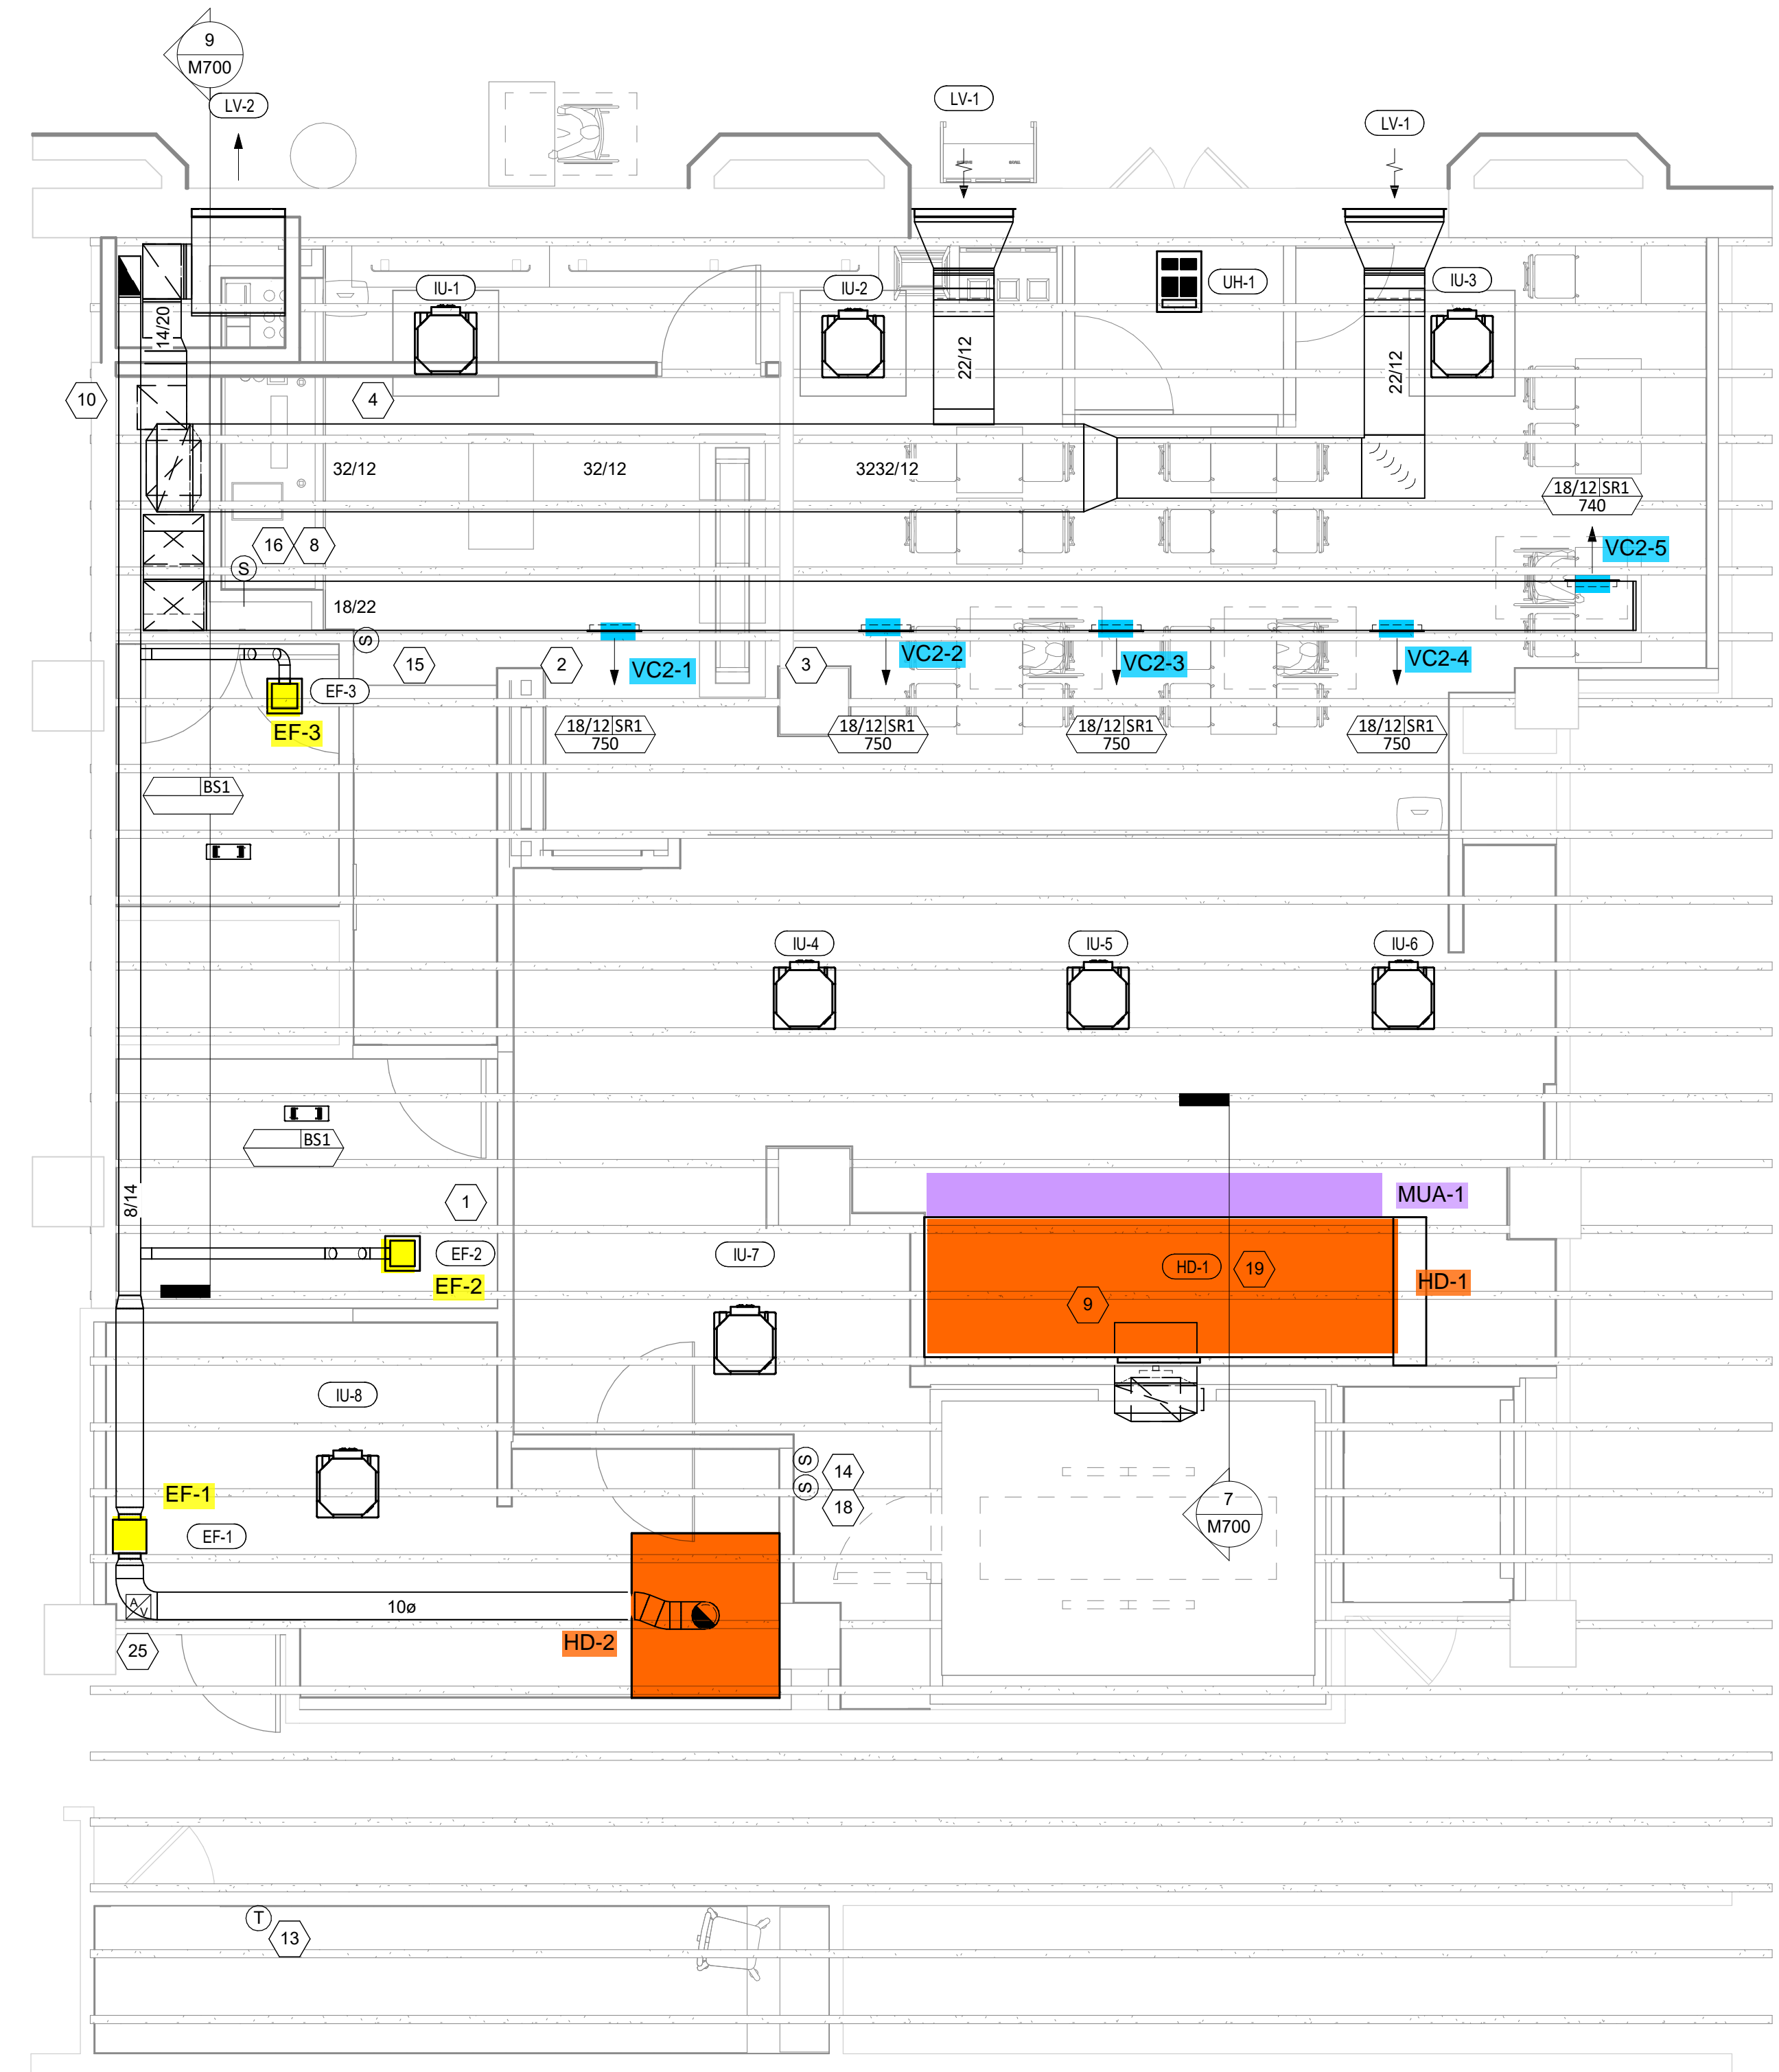 9
M700
LV-2
LV-1
LV-1
IU-1
IU-2
UH-1
IU-3
14/20
22/12
22/12
10
4
32/12
32/12
3232/12
18/12 SR1
740
16
8
VC2-5
S
18/22
S
15
2
VC2-1
3
VC2-2
VC2-3
VC2-4
EF-3
EF-3
18/12 SR1
750
18/12 SR1
750
18/12 SR1
750
18/12 SR1
750
BS1
IU-4
IU-5
IU-6
BS1
8/14
1
MUA-1
EF-2
EF-2
IU-7
HD-1
19
HD-1
9
IU-8
S
14
S
18
7
M700
EF-1
EF-1
A
V
10ø
HD-2
25
T
13